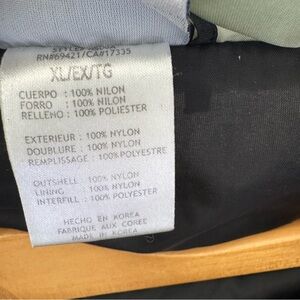 RN#69421/CA#17335
XL/EX/TG
CUERPO : 100% NILON
FORRO : 100% NILON
RELLENO : 100% POLIESTER
EXTERIEUR : 100% NYLON
DOUBLURE : 100% NYLON
REMPLISSAGE : 100% POLYESTRE
OUTSHELL : 100% NYLON
LINING : 100% NYLON
INTERFILL : 100% POLYESTER
HECHO EN KOREA
FABRIQUE AUX COREE
MADE IN KOREA